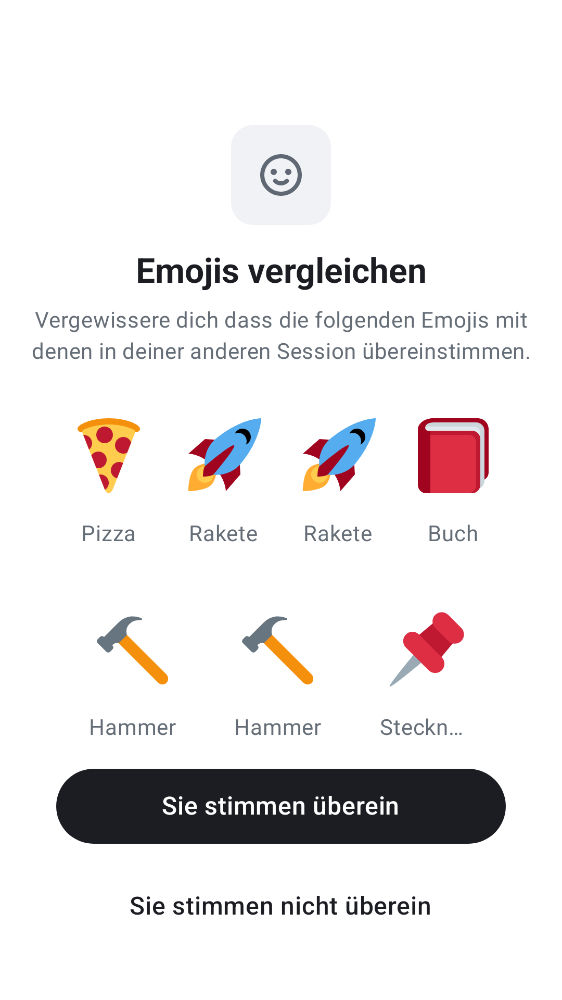 Emojis vergleichen
Vergewissere dich dass die folgenden Emojis mit
denen in deiner anderen Session übereinstimmen.
Pizza
Rakete
Rakete
Buch
Hammer
Hammer
Steckn…
Sie stimmen überein
Sie stimmen nicht überein